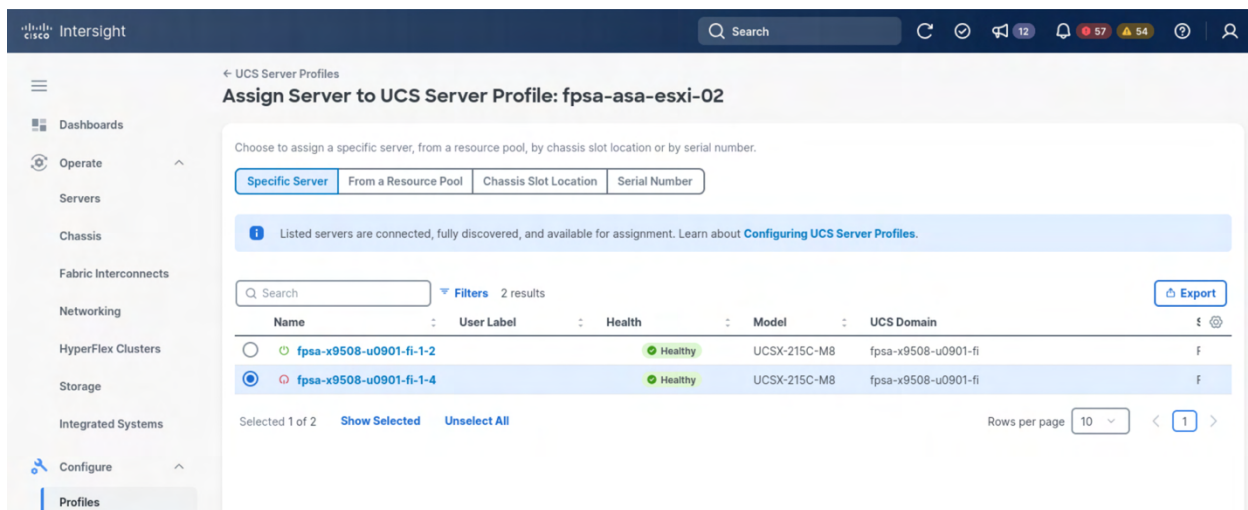 cisco Intersight
Search
12
57
54
← UCS Server Profiles
Assign Server to UCS Server Profile: fpsa-asa-esxi-02
Dashboards
Operate
Servers
Chassis
Fabric Interconnects
Networking
HyperFlex Clusters
Storage
Integrated Systems
Configure
Profiles
Choose to assign a specific server, from a resource pool, by chassis slot location or by serial number.
Specific Server From a Resource Pool Chassis Slot Location Serial Number
Listed servers are connected, fully discovered, and available for assignment. Learn about Configuring UCS Server Profiles.
Search Filters 2 results Export
Name User Label Health Model UCS Domain
fpsa-x9508-u0901-fi-1-2 Healthy UCSX-215C-M8 fpsa-x9508-u0901-fi
fpsa-x9508-u0901-fi-1-4 Healthy UCSX-215C-M8 fpsa-x9508-u0901-fi
Selected 1 of 2 Show Selected Unselect All Rows per page 10 1